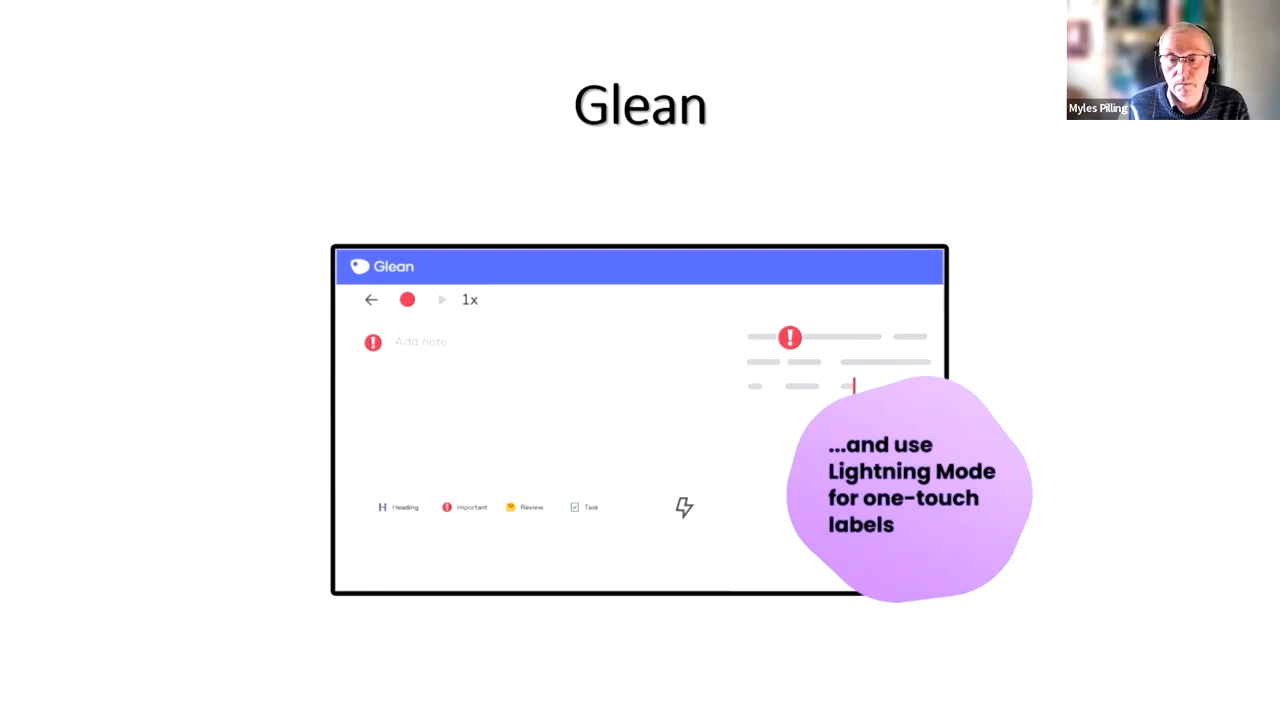 Glean
Myles Pilling
Glean
1x
Add note...
...and use
Lightning Mode
for one-touch
labels
H Heading
Important
Review
Task